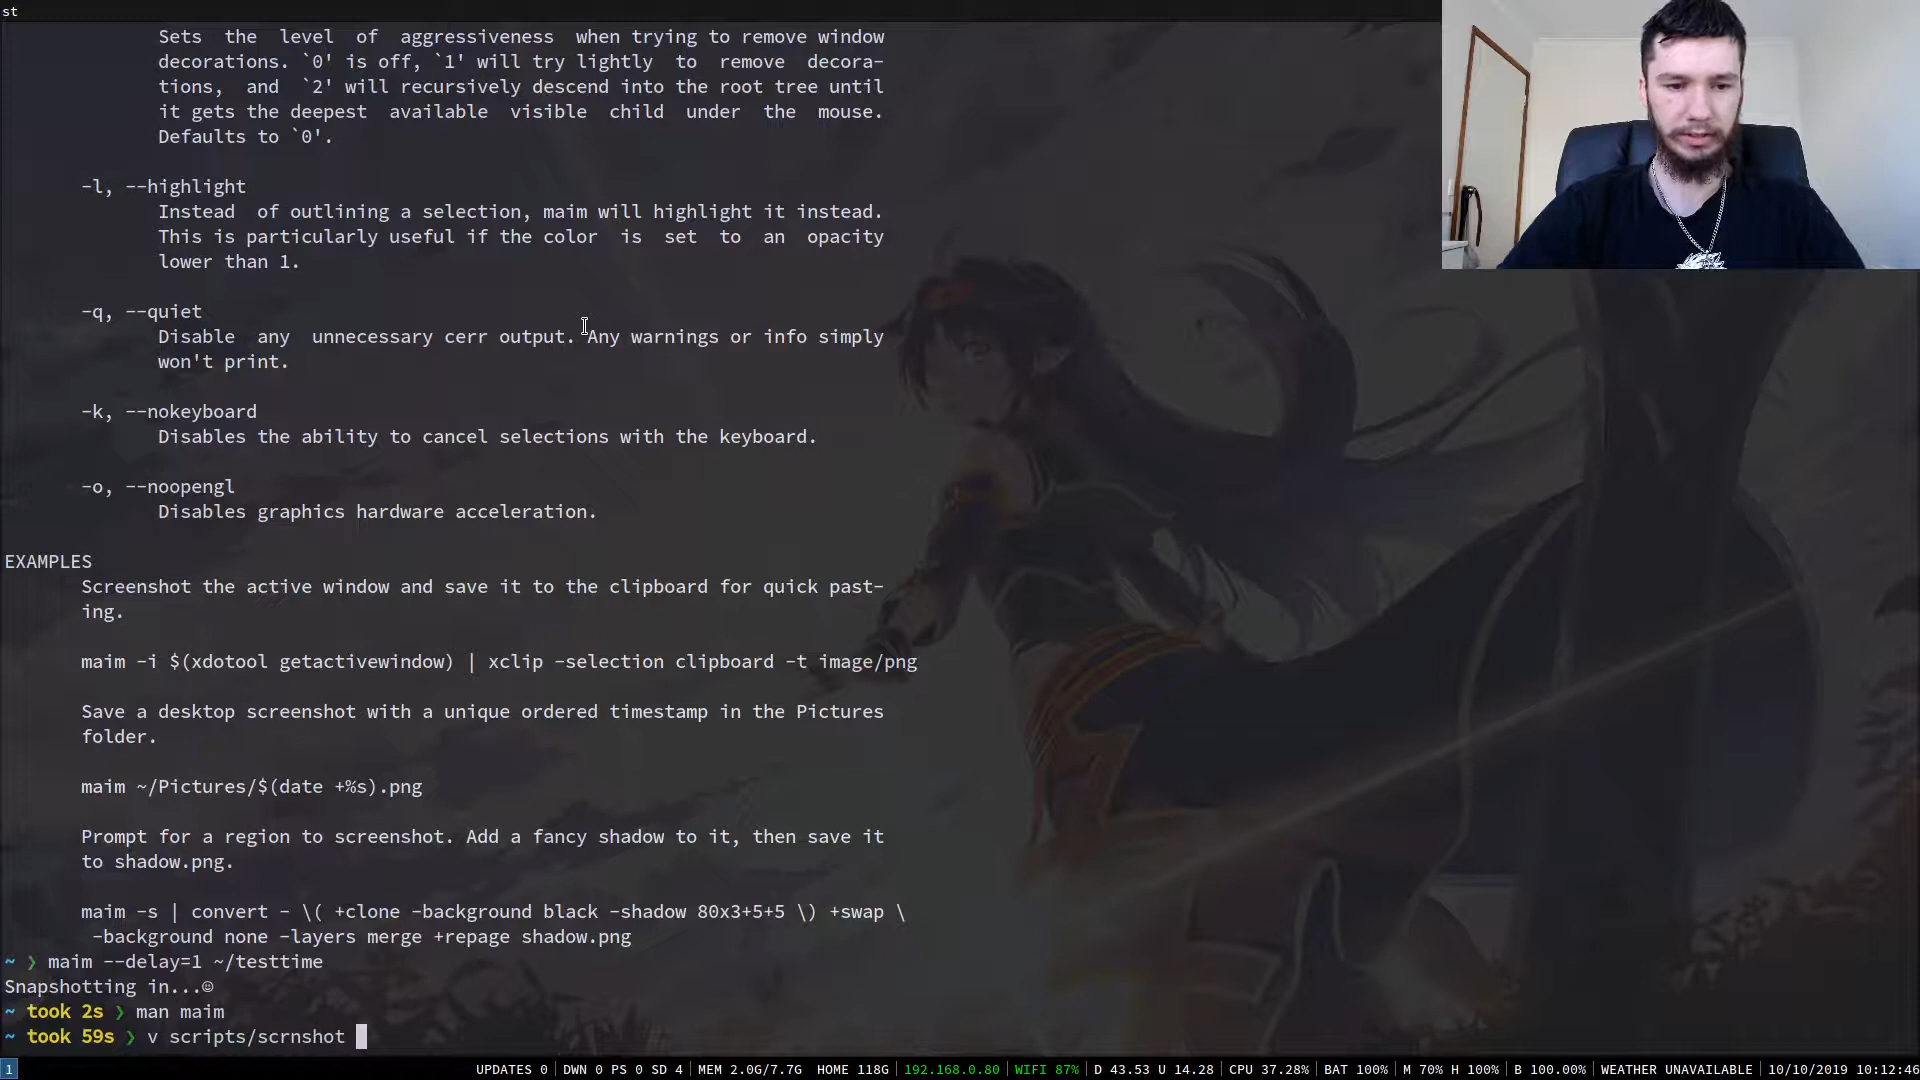 st
Sets the level of aggressiveness when trying to remove window
decorations. `0' is off, `1' will try lightly to remove decora-
tions, and `2' will recursively descend into the root tree until
it gets the deepest available visible child under the mouse.
Defaults to `0'.
-l, --highlight
Instead of outlining a selection, maim will highlight it instead.
This is particularly useful if the color is set to an opacity
lower than 1.
-q, --quiet
Disable any unnecessary cerr output. Any warnings or info simply
won't print.
-k, --nokeyboard
Disables the ability to cancel selections with the keyboard.
-o, --noopengl
Disables graphics hardware acceleration.
EXAMPLES
Screenshot the active window and save it to the clipboard for quick past-
ing.
maim -i $(xdotool getactivewindow) | xclip -selection clipboard -t image/png
Save a desktop screenshot with a unique ordered timestamp in the Pictures
folder.
maim ~/Pictures/$(date +%s).png
Prompt for a region to screenshot. Add a fancy shadow to it, then save it
to shadow.png.
maim -s | convert - \( +clone -background black -shadow 80x3+5+5 \) +swap \
-background none -layers merge +repage shadow.png
~ ❯ maim --delay=1 ~/testtime
Snapshotting in...☺
~ took 2s ❯ man maim
~ took 59s ❯ v scripts/scrnshot
1 UPDATES 0 | DWN 0 PS 0 SD 4 | MEM 2.0G/7.7G HOME 118G | 192.168.0.80 | WIFI 87% | D 43.53 U 14.28 | CPU 37.28% | BAT 100% | M 70% H 100% | B 100.00% | WEATHER UNAVAILABLE | 10/10/2019 10:12:46